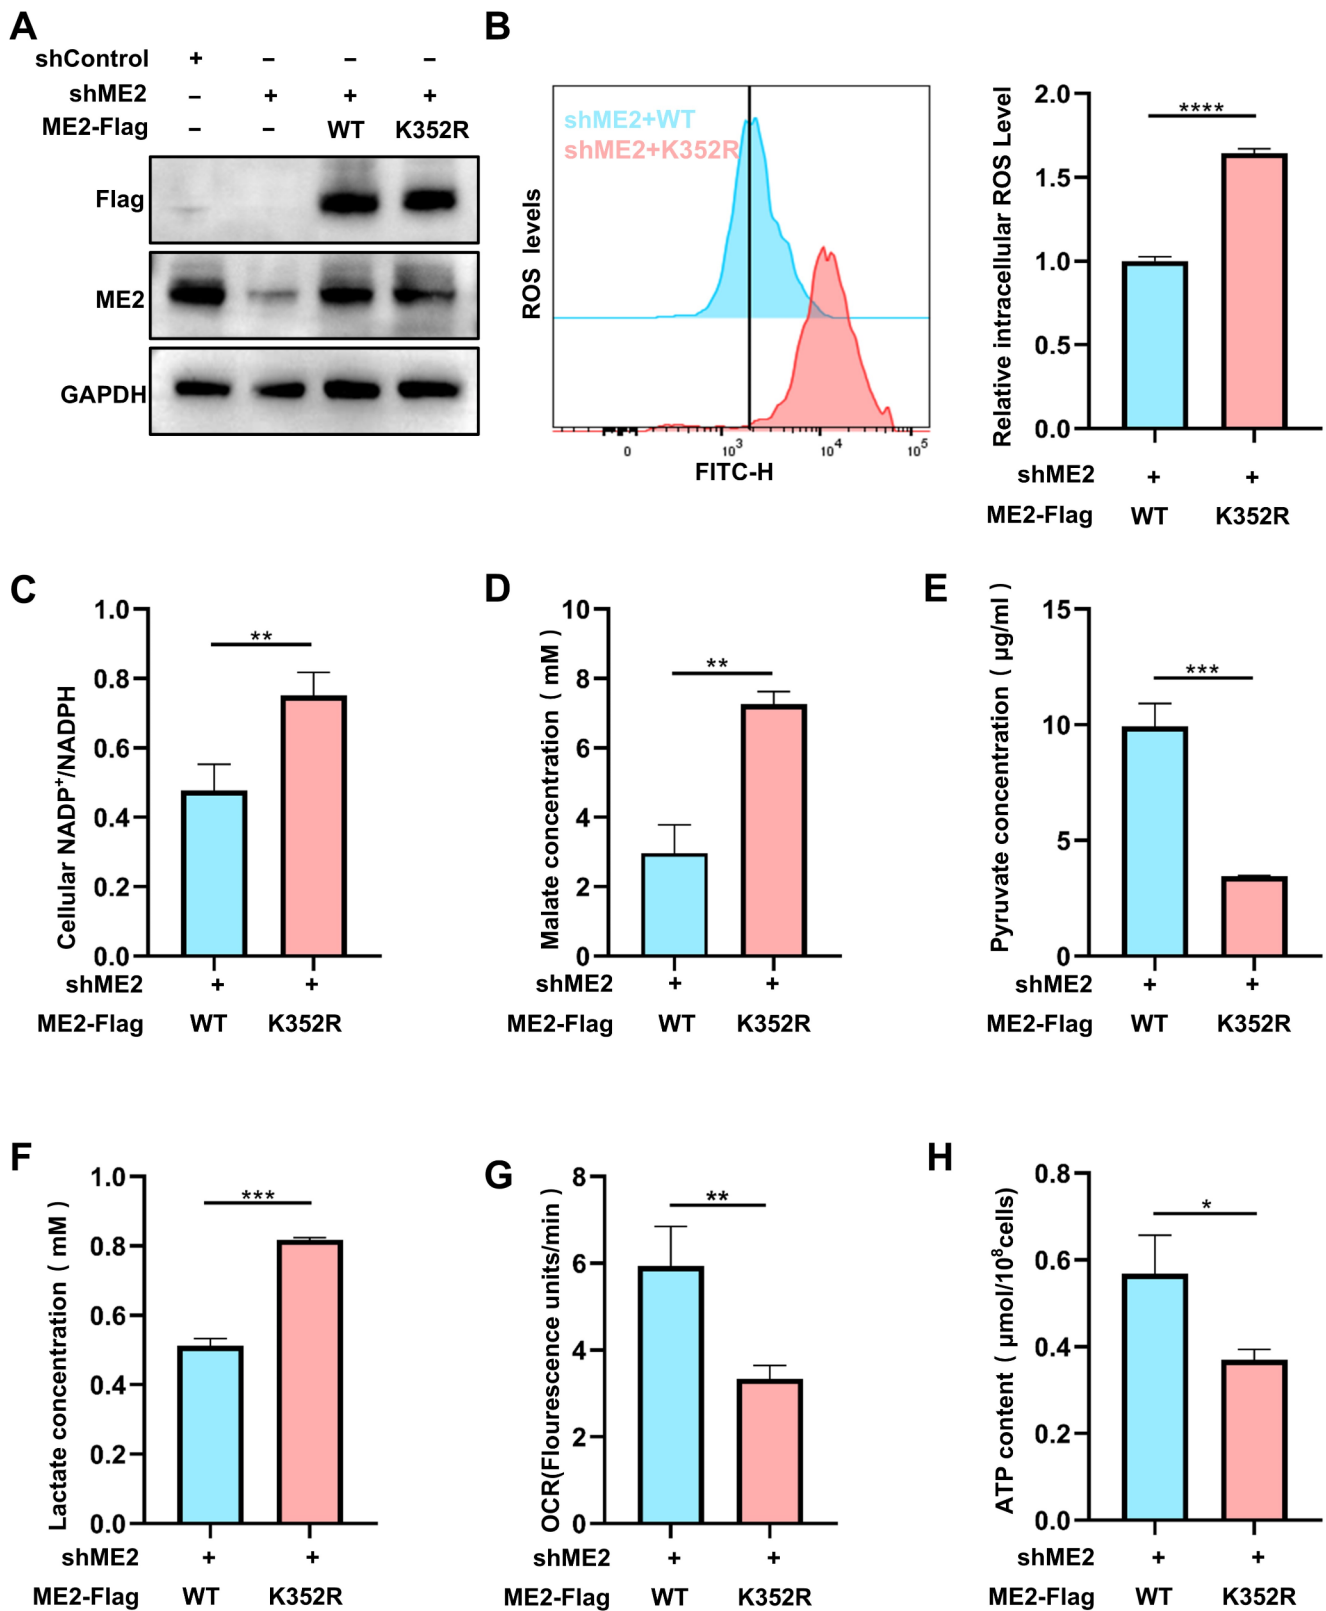 A
shControl + – – –
shME2 – + + +
ME2-Flag – – WT K352R
Flag
ME2
GAPDH
B
shME2+WT
shME2+K352R
ROS levels
0 10³ 10⁴ 10⁵
FITC-H
Relative intracellular ROS Level
2.0
1.5
1.0
0.5
0.0
****
shME2 + +
ME2-Flag WT K352R
C
Cellular NADP⁺/NADPH
1.0
0.8
0.6
0.4
0.2
0.0
**
shME2 + +
ME2-Flag WT K352R
D
Malate concentration ( mM )
10
8
6
4
2
0
**
shME2 + +
ME2-Flag WT K352R
E
Pyruvate concentration ( µg/ml )
15
10
5
0
***
shME2 + +
ME2-Flag WT K352R
F
Lactate concentration ( mM )
1.0
0.8
0.6
0.4
0.2
0.0
***
shME2 + +
ME2-Flag WT K352R
G
OCR(Flourescence units/min )
8
6
4
2
0
**
shME2 + +
ME2-Flag WT K352R
H
ATP content ( µmol/10⁸cells)
0.8
0.6
0.4
0.2
0.0
*
shME2 + +
ME2-Flag WT K352R